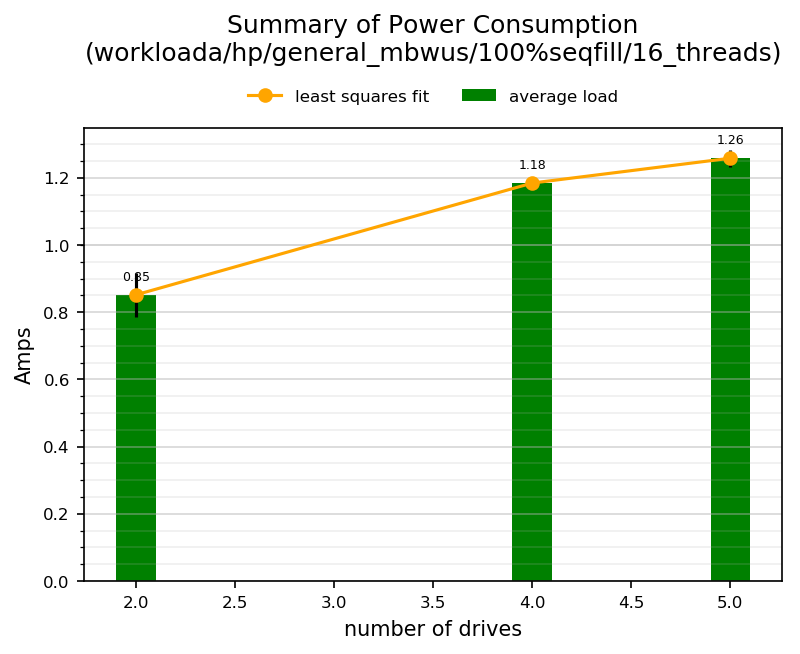 Summary of Power Consumption
(workloada/hp/general_mbwus/100%seqfill/16_threads)
least squares fit
average load
1.26
1.18
0.85
1.2
1.0
0.8
0.6
0.4
0.2
0.0
Amps
2.0 2.5 3.0 3.5 4.0 4.5 5.0
number of drives